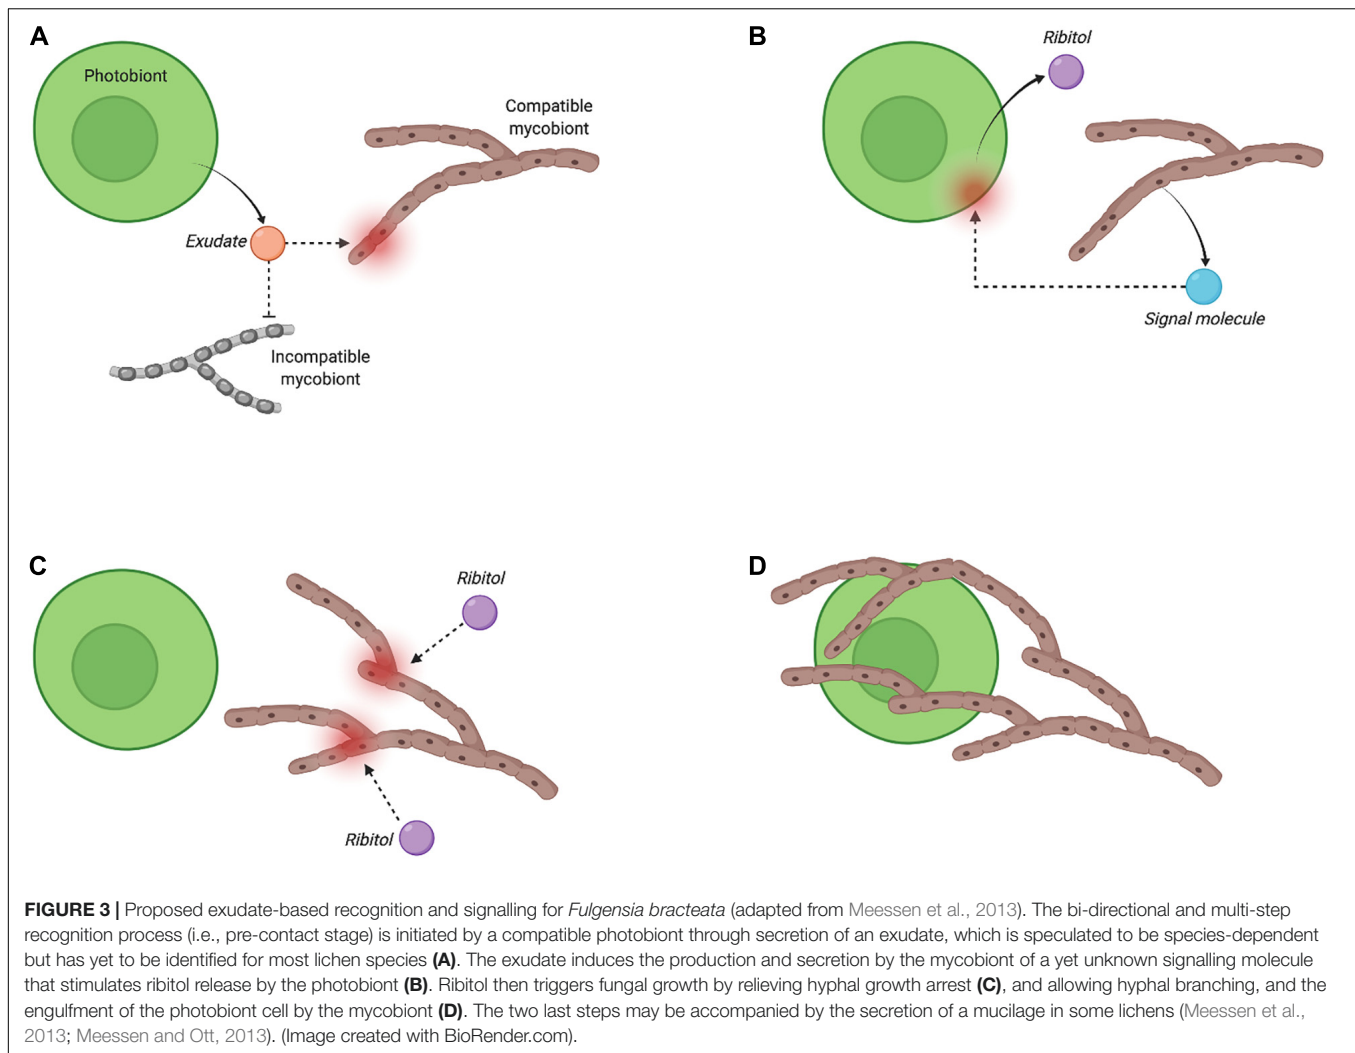 A
Photobiont
Compatible
mycobiont
Exudate
Incompatible
mycobiont
B
Ribitol
Signal molecule
C
Ribitol
Ribitol
D
FIGURE 3 | Proposed exudate-based recognition and signalling for Fulgensia bracteata (adapted from Meessen et al., 2013). The bi-directional and multi-step
recognition process (i.e., pre-contact stage) is initiated by a compatible photobiont through secretion of an exudate, which is speculated to be species-dependent
but has yet to be identified for most lichen species (A). The exudate induces the production and secretion by the mycobiont of a yet unknown signalling molecule
that stimulates ribitol release by the photobiont (B). Ribitol then triggers fungal growth by relieving hyphal growth arrest (C), and allowing hyphal branching, and the
engulfment of the photobiont cell by the mycobiont (D). The two last steps may be accompanied by the secretion of a mucilage in some lichens (Meessen et al.,
2013; Meessen and Ott, 2013). (Image created with BioRender.com).